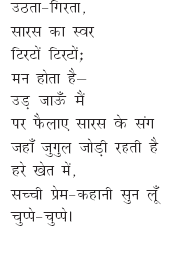 उठता-गिरता,
सारस का स्वर
टिरटों टिरटों;
मन होता है—
उड़ जाऊँ मैं
पर फैलाए सारस के संग
जहाँ जुगुल जोड़ी रहती है
हरे खेत में,
सच्ची प्रेम-कहानी सुन लूँ
चुप्पे-चुप्पे।